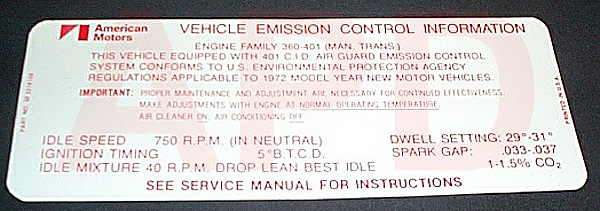 American Motors
VEHICLE EMISSION CONTROL INFORMATION
ENGINE FAMILY 360-401 (MAN. TRANS.)
THIS VEHICLE EQUIPPED WITH 401 C.I.D. AIR GUARD EMISSION CONTROL
SYSTEM CONFORMS TO U.S. ENVIRONMENTAL PROTECTION AGENCY
REGULATIONS APPLICABLE TO 1972 MODEL YEAR NEW MOTOR VEHICLES.
IMPORTANT: PROPER MAINTENANCE AND ADJUSTMENT ARE NECESSARY FOR CONTINUED EFFECTIVENESS.
MAKE ADJUSTMENTS WITH ENGINE AT NORMAL OPERATING TEMPERATURE,
AIR CLEANER ON, AIR CONDITIONING OFF.
IDLE SPEED 750 R.P.M. (IN NEUTRAL) DWELL SETTING: 29°-31°
IGNITION TIMING 5° B.T.C.D. SPARK GAP: .033-.037
IDLE MIXTURE 40 R.P.M. DROP LEAN BEST IDLE 1-1.5% CO₂
SEE SERVICE MANUAL FOR INSTRUCTIONS
PART NO.
PRINTED IN U.S.A.